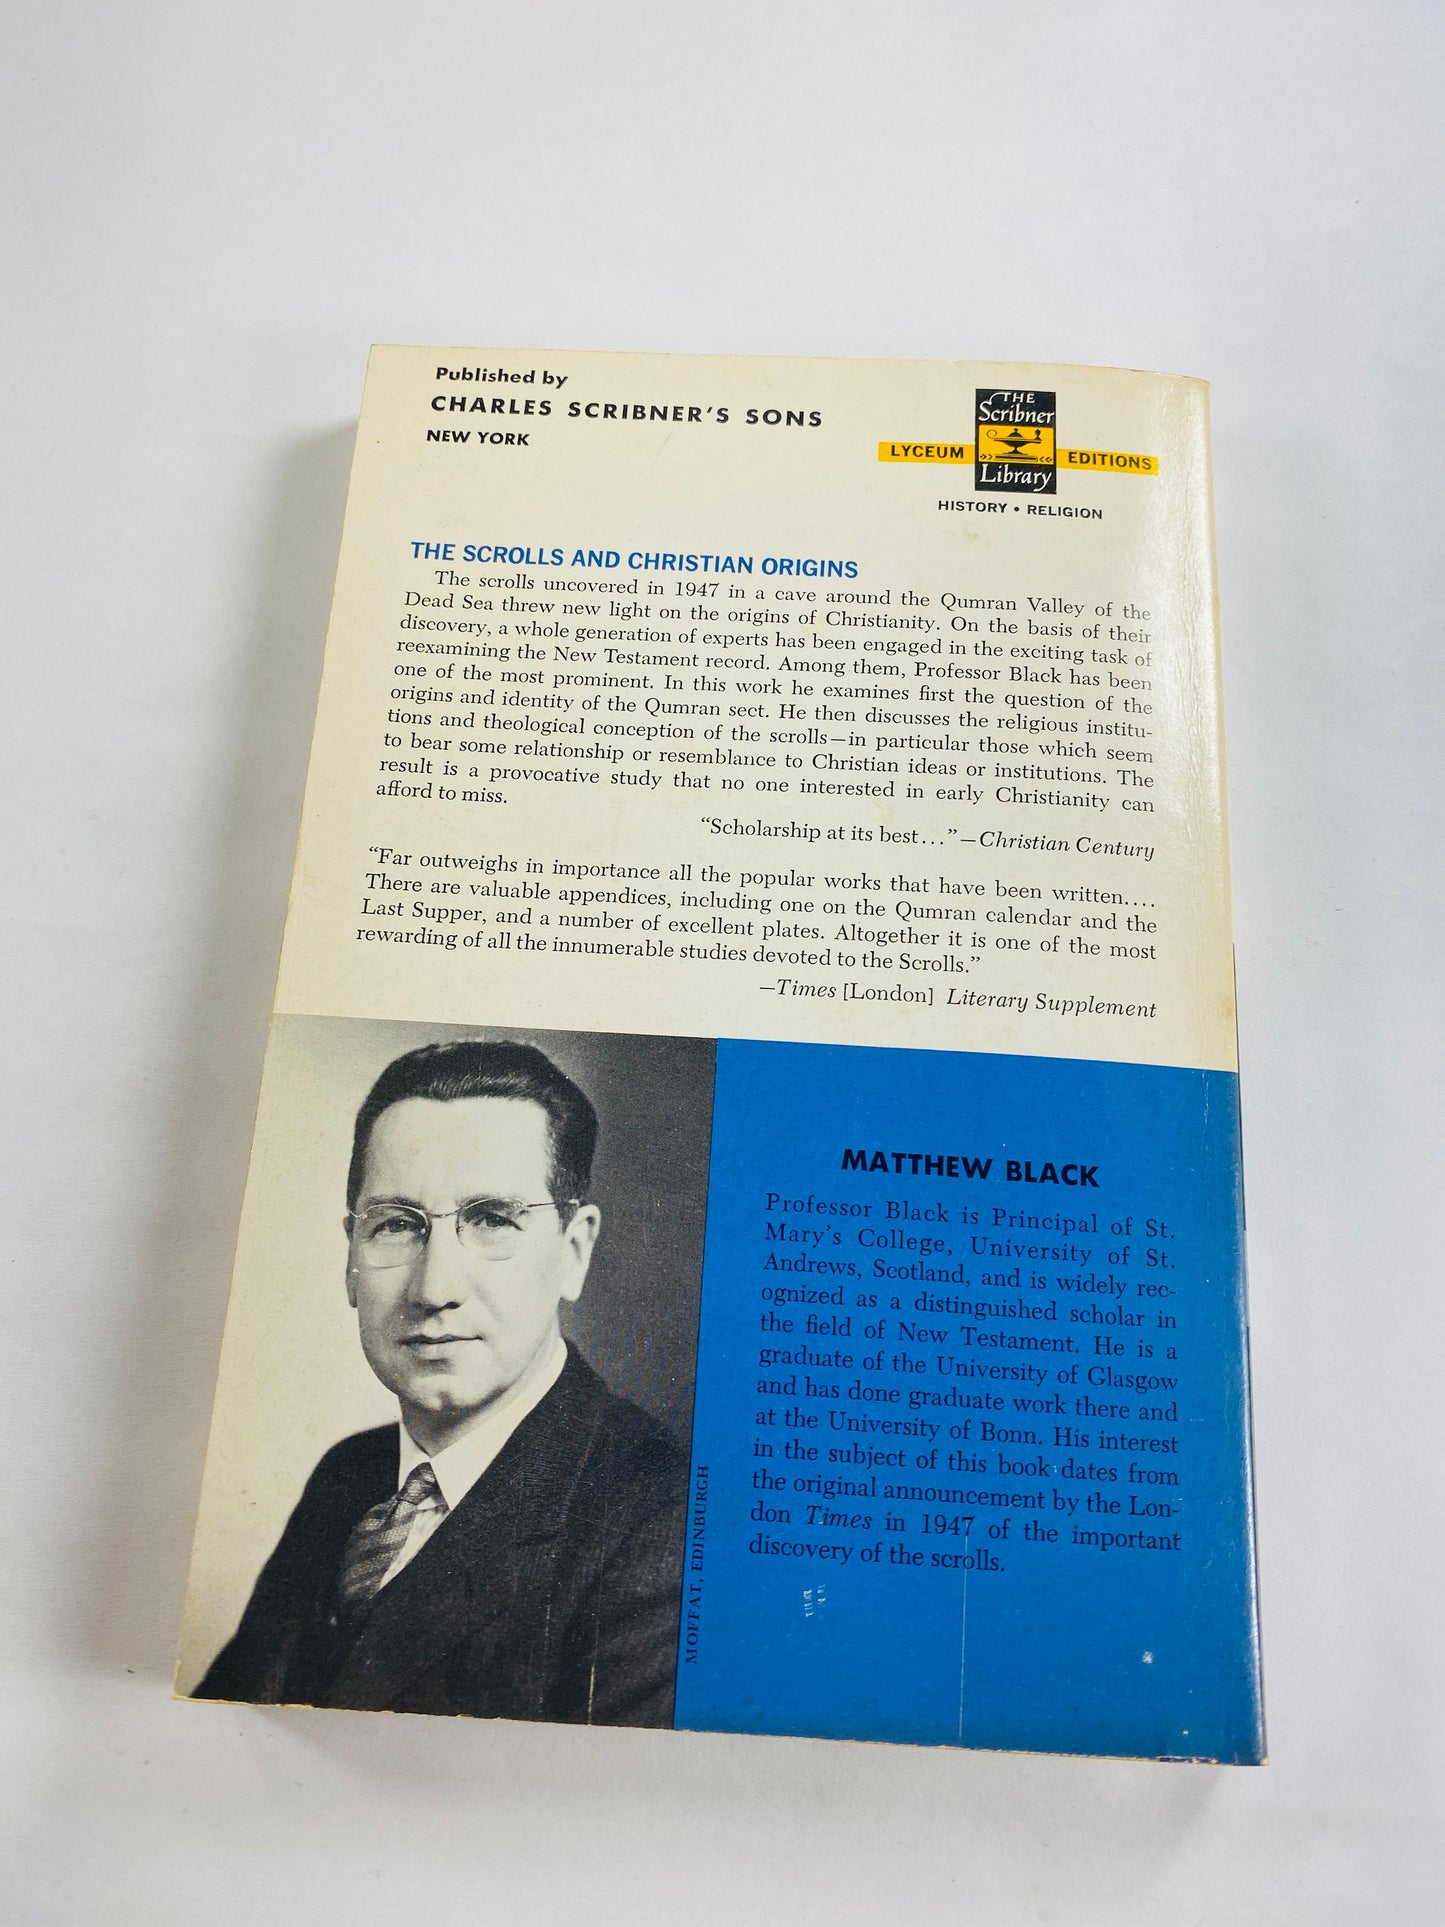 Published by
CHARLES SCRIBNER'S SONS
NEW YORK
THE
Scribner
LYCEUM EDITIONS
Library
HISTORY • RELIGION
THE SCROLLS AND CHRISTIAN ORIGINS
The scrolls uncovered in 1947 in a cave around the Qumran Valley of the
Dead Sea threw new light on the origins of Christianity. On the basis of their
discovery, a whole generation of experts has been engaged in the exciting task of
reexamining the New Testament record. Among them, Professor Black has been
one of the most prominent. In this work he examines first the question of the
origins and identity of the Qumran sect. He then discusses the religious institu-
tions and theological conception of the scrolls—in particular those which seem
to bear some relationship or resemblance to Christian ideas or institutions. The
result is a provocative study that no one interested in early Christianity can
afford to miss.
“Scholarship at its best...”—Christian Century
“Far outweighs in importance all the popular works that have been written....
There are valuable appendices, including one on the Qumran calendar and the
Last Supper, and a number of excellent plates. Altogether it is one of the most
rewarding of all the innumerable studies devoted to the Scrolls.”
—Times [London] Literary Supplement
MATTHEW BLACK
Professor Black is Principal of St.
Mary's College, University of St.
Andrews, Scotland, and is widely rec-
ognized as a distinguished scholar in
the field of New Testament. He is a
graduate of the University of Glasgow
and has done graduate work there and
at the University of Bonn. His interest
in the subject of this book dates from
the original announcement by the Lon-
don Times in 1947 of the important
discovery of the scrolls.
MOFFAT, EDINBURGH